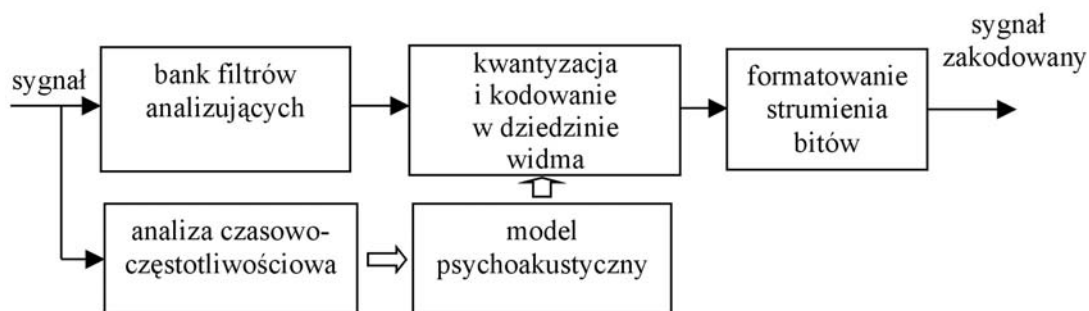 sygnał
bank filtrów
analizujących
kwantyzacja
i kodowanie
w dziedzinie
widma
formatowanie
strumienia
bitów
sygnał
zakodowany
analiza czasowo-
częstotliwościowa
model
psychoakustyczny